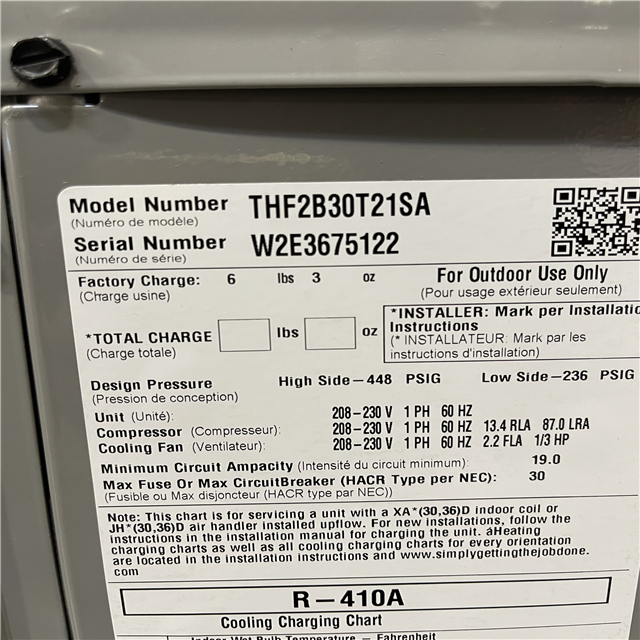 Model Number THF2B30T21SA
(Numéro de modèle)
Serial Number W2E3675122
(Numéro de série)
Factory Charge: 6 lbs 3 oz For Outdoor Use Only
(Charge usine) (Pour usage extérieur seulement)
*TOTAL CHARGE lbs oz
(Charge totale)
*INSTALLER: Mark per Installatio
Instructions
(* INSTALLATEUR: Mark par les
instructions d'installation)
Design Pressure High Side-448 PSIG Low Side-236 PSIG
(Pression de conception)
Unit (Unité): 208-230 V 1 PH 60 HZ
Compressor (Compresseur): 208-230 V 1 PH 60 HZ 13.4 RLA 87.0 LRA
Cooling Fan (Ventilateur): 208-230 V 1 PH 60 HZ 2.2 FLA 1/3 HP
Minimum Circuit Ampacity (Intensité du circuit minimum): 19.0
Max Fuse Or Max CircuitBreaker (HACR Type per NEC): 30
(Fusible ou Max disjoncteur (HACR type par NEC))
Note: This chart is for servicing a unit with a XA*(30,36)D indoor coil or
JH*(30,36)D air handler installed upflow. For new installations, follow the
instructions in the installation manual for charging the unit. áHeating
charging charts as well as all cooling charging charts for every orientation
are located in the installation instructions and www.simplygettingthejobdone.
com
R-410A
Cooling Charging Chart
Indoor Wet Bulb Temperature - Fahrenheit